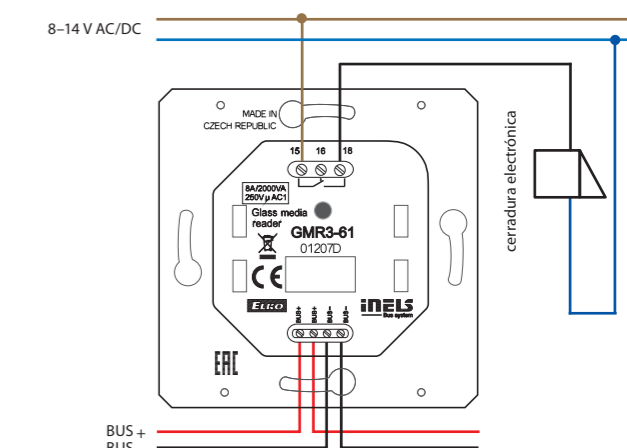 8–14 V AC/DC
MADE IN
CZECH REPUBLIC
15 16 18
8A/2000VA
250V µ AC1
Glass media
reader
GMR3-61
01207D
CE
ELKO
iNELS
Bus system
BUS+ BUS+ BUS– BUS–
EAC
cerradura electrónica
BUS +
BUS